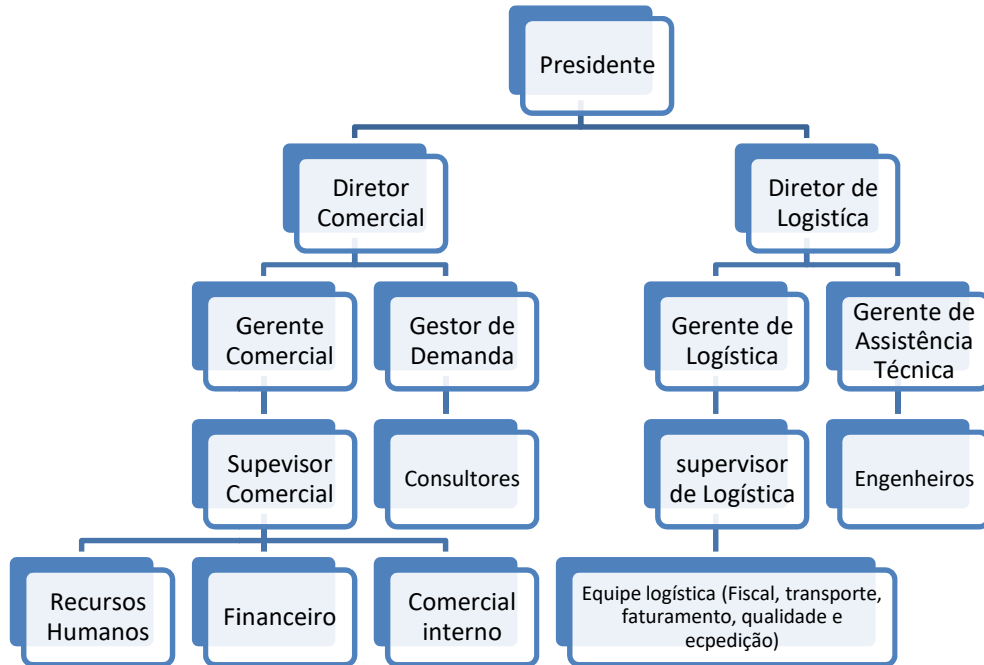 Presidente
Diretor
Comercial
Diretor de
Logistíca
Gerente
Comercial
Gestor de
Demanda
Gerente de
Logística
Gerente de
Assistência
Técnica
Supevisor
Comercial
Consultores
supervisor
de Logística
Engenheiros
Recursos
Humanos
Financeiro
Comercial
interno
Equipe logística (Fiscal, transporte,
faturamento, qualidade e
ecpedição)